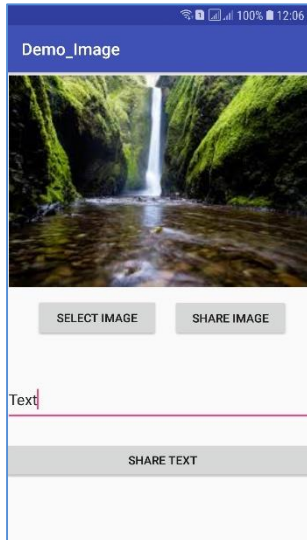 100% 12:06
Demo_Image
SELECT IMAGE SHARE IMAGE
Text
SHARE TEXT